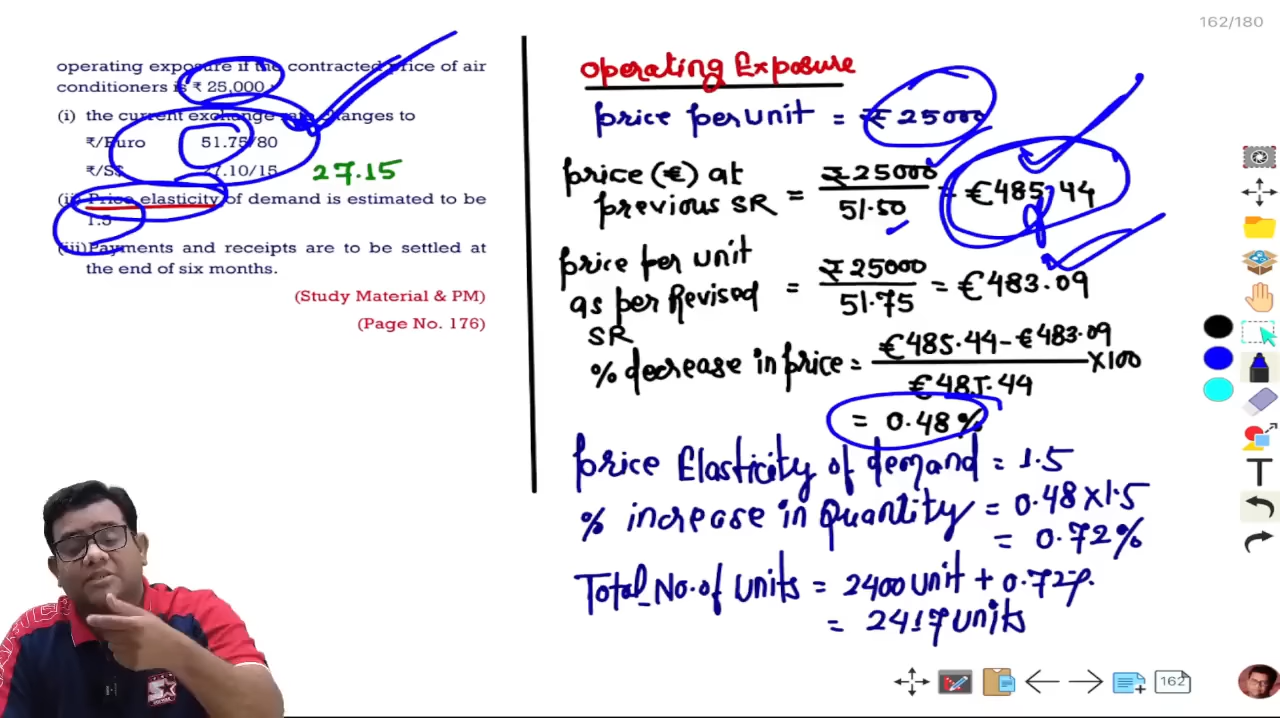 162/180
operating exposure if the contracted price of air
conditioners is ₹ 25,000.
(i) the current exchange rate changes to
₹/Euro 51.75/80
₹/S$ 27.10/15 27.15
(ii) Price elasticity of demand is estimated to be
1.5
(iii) Payments and receipts are to be settled at
the end of six months.
(Study Material & PM)
(Page No. 176)
Operating Exposure
price per unit = ₹ 25000
price (€) at previous SR = ₹25000 / 51.50 = €485.44
price per unit as per Revised SR = ₹25000 / 51.75 = €483.09
% decrease in price = €485.44 - €483.09 / €485.44 × 100
= 0.48%
price Elasticity of demand = 1.5
% increase in quantity = 0.48 × 1.5
= 0.72%
Total No. of Units = 2400 unit + 0.72%
= 2417 units
T
162